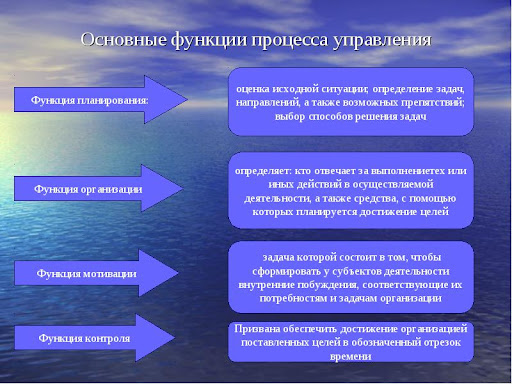 Основные функции процесса управления
Функция планирования:
оценка исходной ситуации; определение задач,
направлений, а также возможных препятствий;
выбор способов решения задач
Функция организации
определяет: кто отвечает за выполнениетех или
иных действий в осуществляемой
деятельности, а также средства, с помощью
которых планируется достижение целей
Функция мотивации
задача которой состоит в том, чтобы
сформировать у субъектов деятельности
внутренние побуждения, соответствующие их
потребностям и задачам организации
Функция контроля
Призвана обеспечить достижение организацией
поставленных целей в обозначенный отрезок
времени